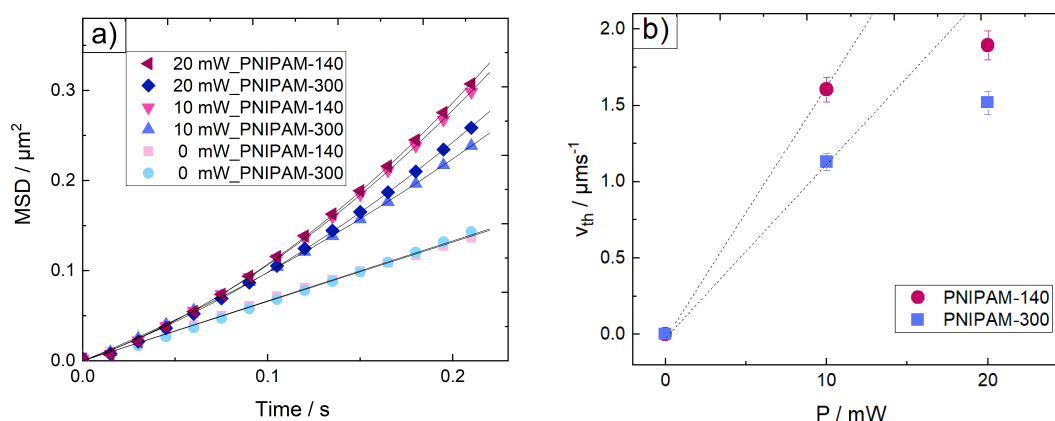 a)
20 mW_PNIPAM-140
20 mW_PNIPAM-300
10 mW_PNIPAM-140
10 mW_PNIPAM-300
0 mW_PNIPAM-140
0 mW_PNIPAM-300
MSD / µm²
0.3
0.2
0.1
0.0
0.0 0.1 0.2
Time / s
b)
v_th / µms⁻¹
2.0
1.5
1.0
0.5
0.0
PNIPAM-140
PNIPAM-300
0 10 20
P / mW